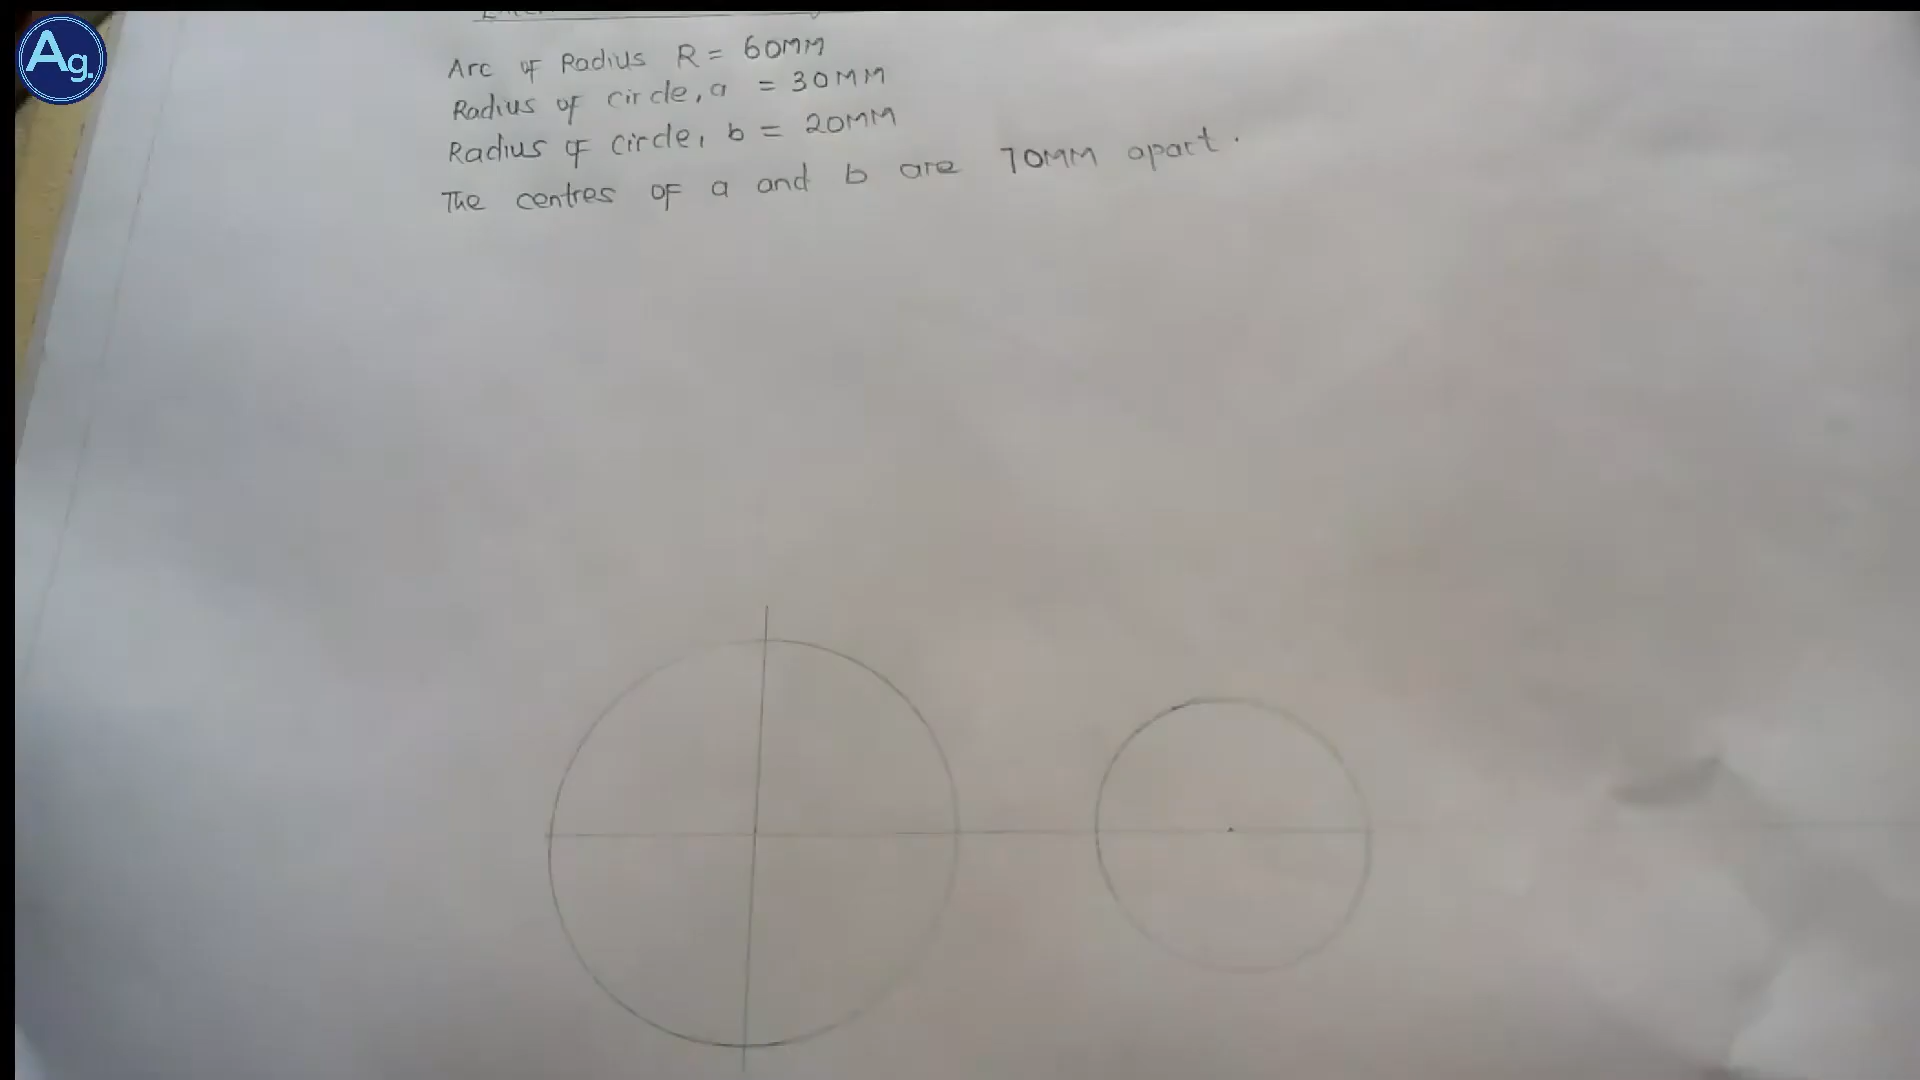 Ag.
Arc of Radius R = 60MM
Radius of circle, a = 30MM
Radius of circle, b = 20MM
The centres of a and b are 70MM apart.